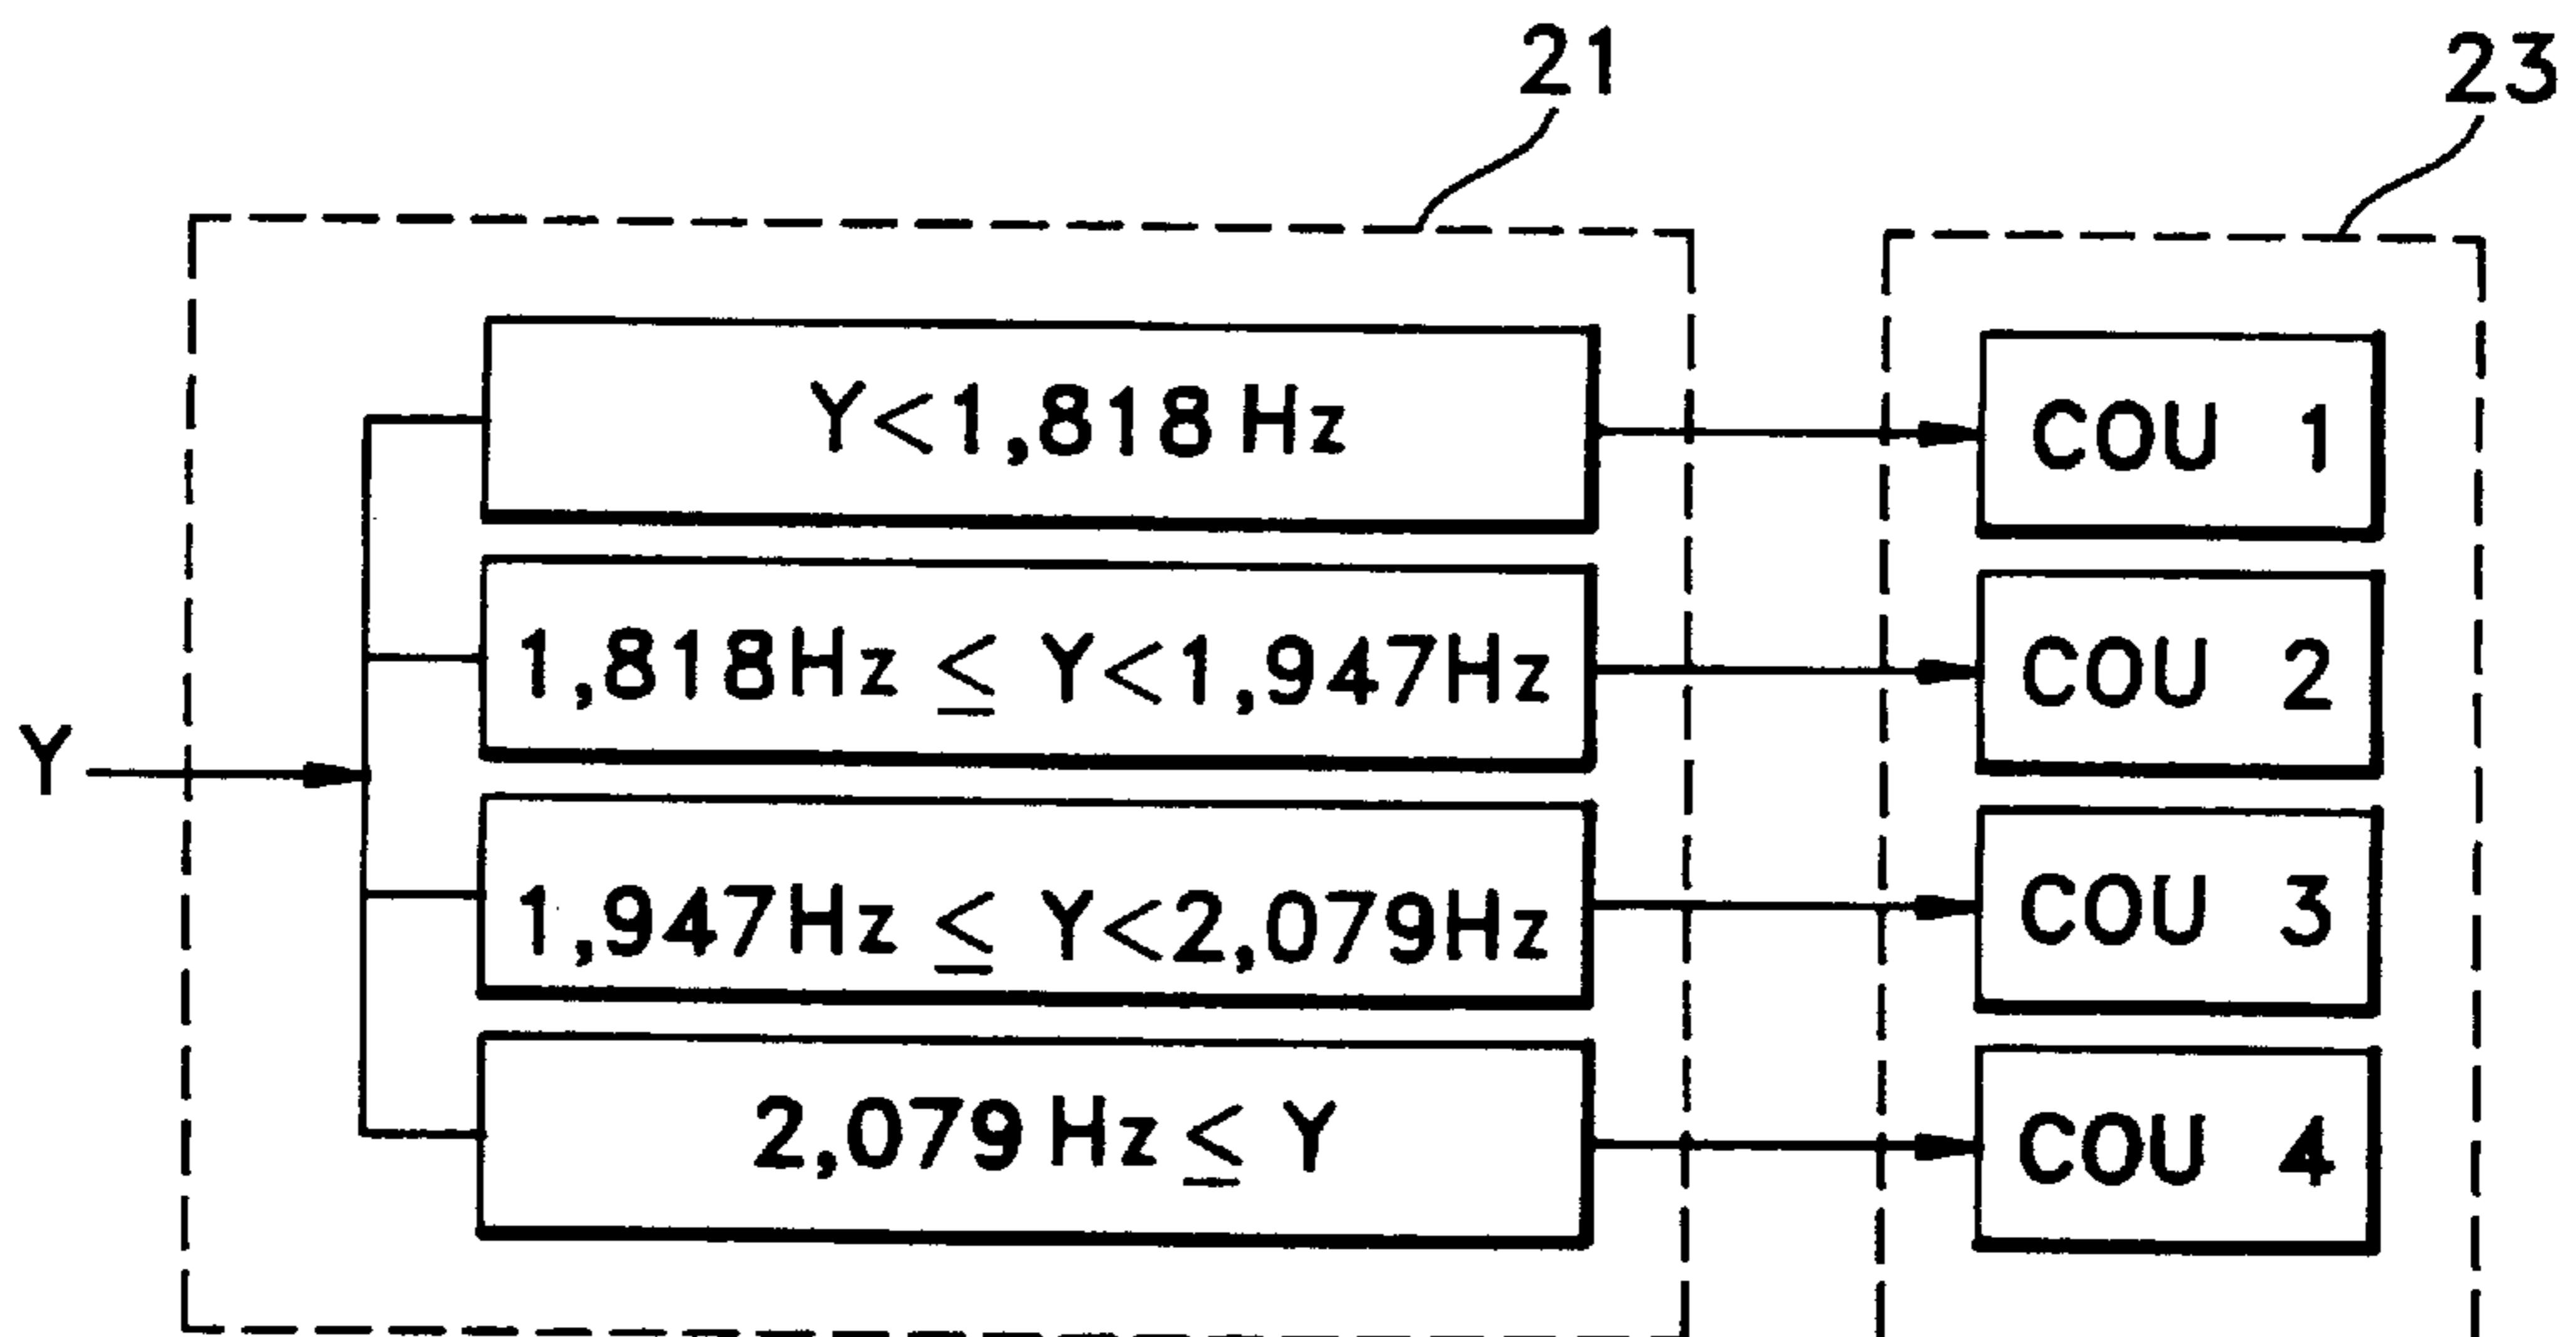 21
23
Y<1,818 Hz
COU 1
1,818Hz ≤ Y<1,947Hz
COU 2
Y
1,947Hz ≤ Y<2,079Hz
COU 3
2,079 Hz ≤ Y
COU 4